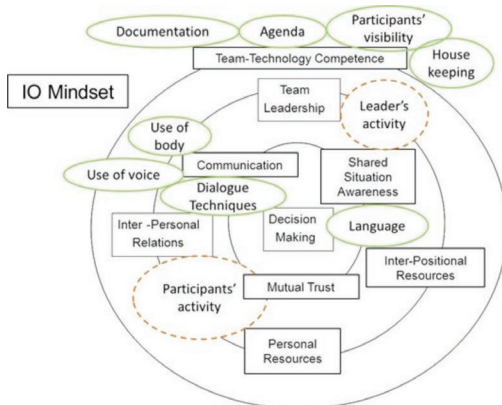 Documentation
Agenda
Participants'
visibility
House
keeping
Team-Technology Competence
IO Mindset
Team
Leadership
Leader's
activity
Use of
body
Communication
Shared
Situation
Awareness
Use of voice
Dialogue
Techniques
Inter -Personal
Relations
Decision
Making
Language
Inter-Positional
Resources
Participants'
activity
Mutual Trust
Personal
Resources